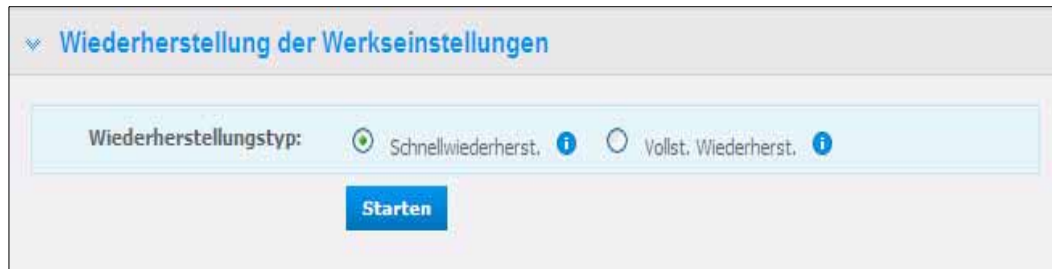 Wiederherstellung der Werkseinstellungen
Wiederherstellungstyp: Schnellwiederherst. Vollst. Wiederherst.
Starten